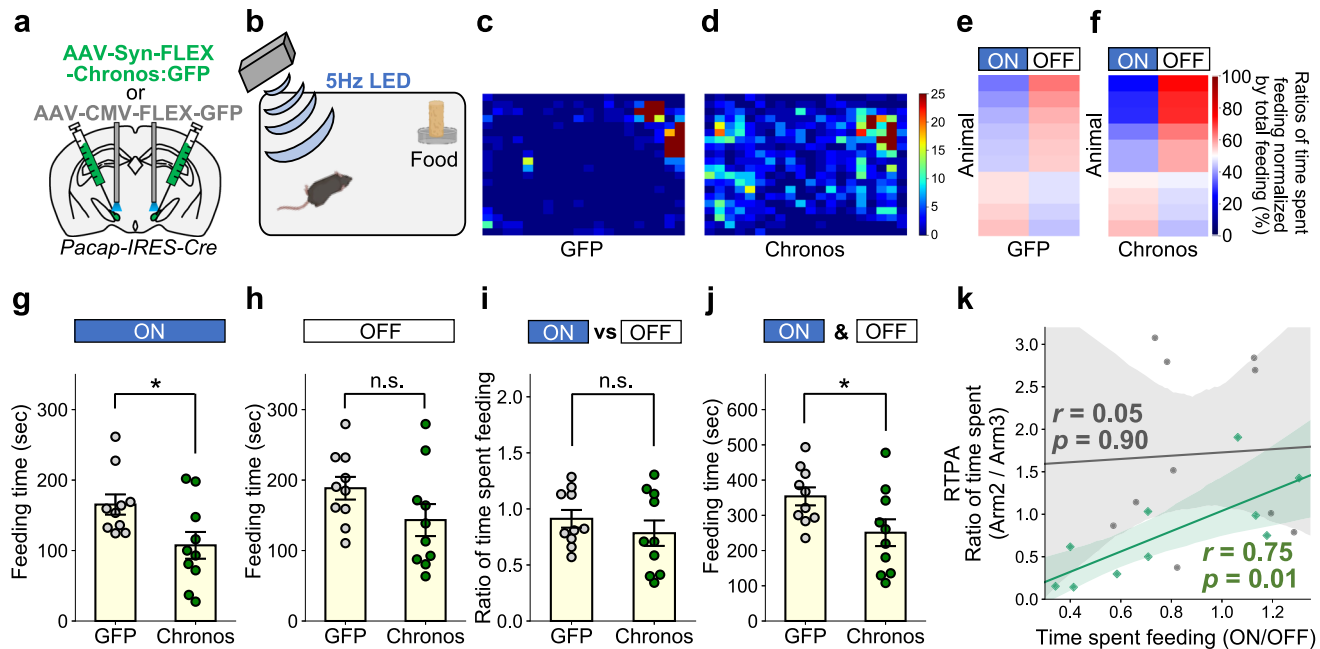 a
AAV-Syn-FLEX
-Chronos:GFP
or
AAV-CMV-FLEX-GFP
Pacap-IRES-Cre
b
5Hz LED
Food
c
GFP
d
Chronos
25
20
15
10
5
0
e
ON OFF
Animal
GFP
f
ON OFF
Animal
Chronos
100
80
60
40
20
0
Ratios of time spent
feeding normalized
by total feeding (%)
g
ON
*
Feeding time (sec)
300
200
100
0
GFP Chronos
h
OFF
n.s.
Feeding time (sec)
300
200
100
0
GFP Chronos
i
ON vs OFF
n.s.
Ratio of time spent feeding
2.0
1.6
1.2
0.8
0.4
0.0
GFP Chronos
j
ON & OFF
*
Feeding time (sec)
600
500
400
300
200
100
0
GFP Chronos
k
RTPA
Ratio of time spent
(Arm2 / Arm3)
3.0
2.5
2.0
1.5
1.0
0.5
0.0
r = 0.05
p = 0.90
r = 0.75
p = 0.01
0.4 0.6 0.8 1.0 1.2
Time spent feeding (ON/OFF)